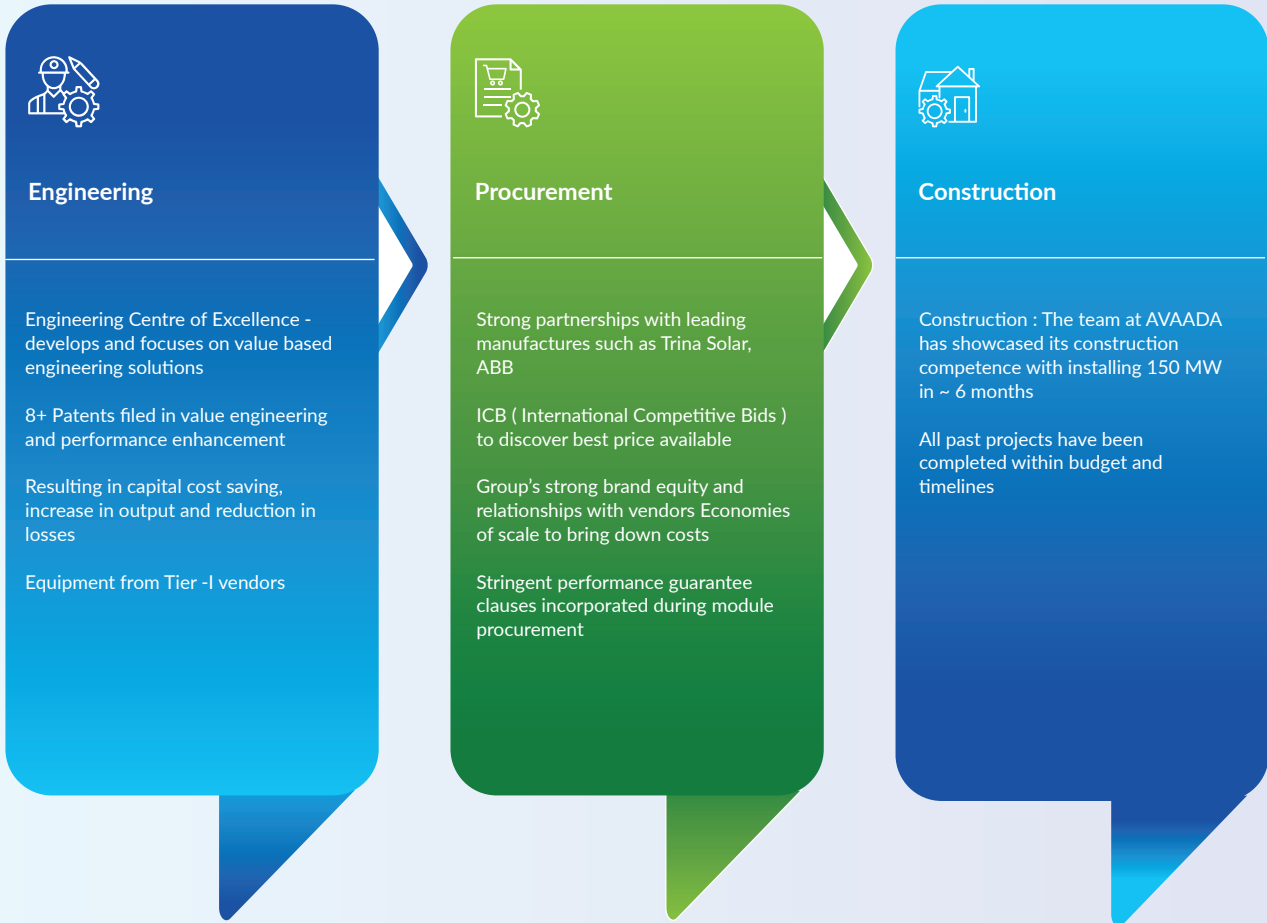 Engineering
Engineering Centre of Excellence -
develops and focuses on value based
engineering solutions
8+ Patents filed in value engineering
and performance enhancement
Resulting in capital cost saving,
increase in output and reduction in
losses
Equipment from Tier -I vendors
Procurement
Strong partnerships with leading
manufactures such as Trina Solar,
ABB
ICB ( International Competitive Bids )
to discover best price available
Group's strong brand equity and
relationships with vendors Economies
of scale to bring down costs
Stringent performance guarantee
clauses incorporated during module
procurement
Construction
Construction : The team at AVAADA
has showcased its construction
competence with installing 150 MW
in ~ 6 months
All past projects have been
completed within budget and
timelines